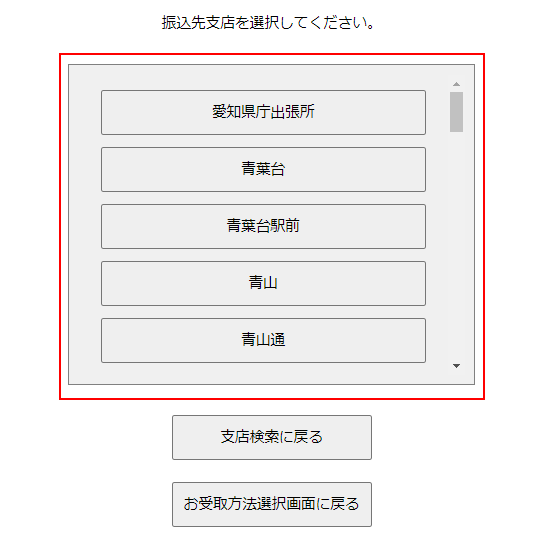 振込先支店を選択してください。
愛知県庁出張所
青葉台
青葉台駅前
青山
青山通
支店検索に戻る
お受取方法選択画面に戻る